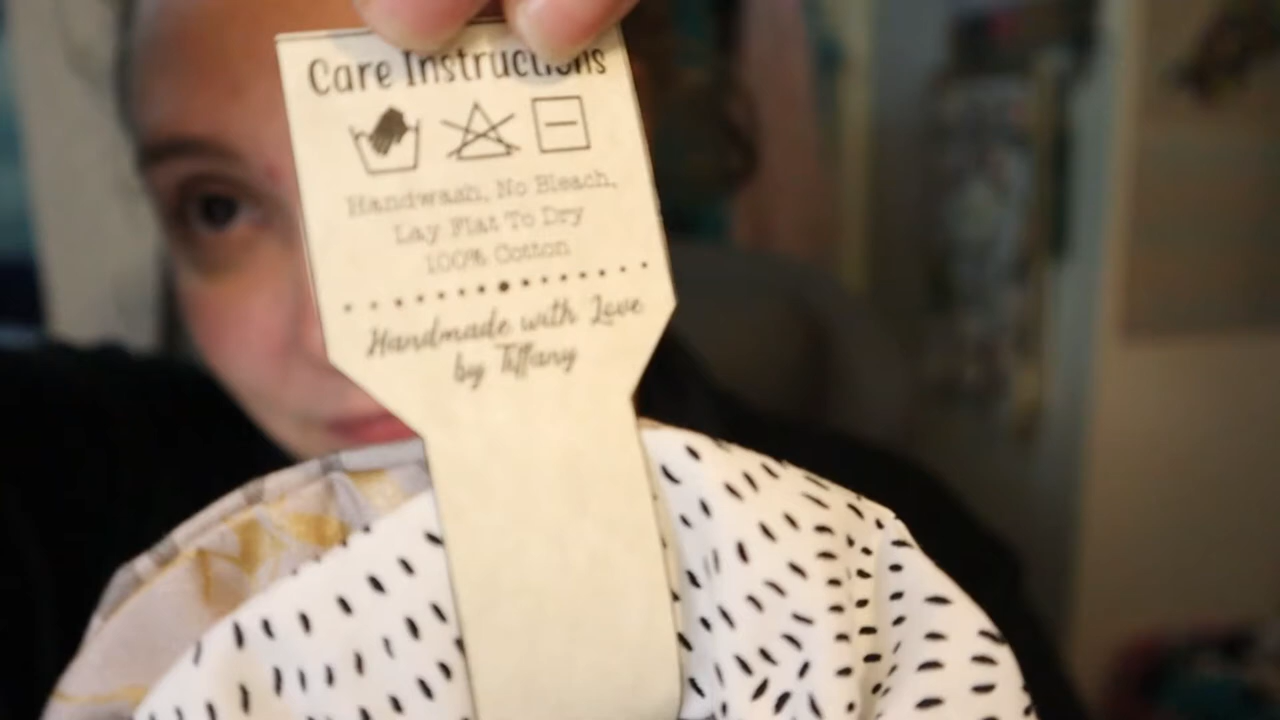 Care Instructions
Handwash, No Bleach,
Lay Flat To Dry
100% Cotton
Handmade with Love
by Tiffany